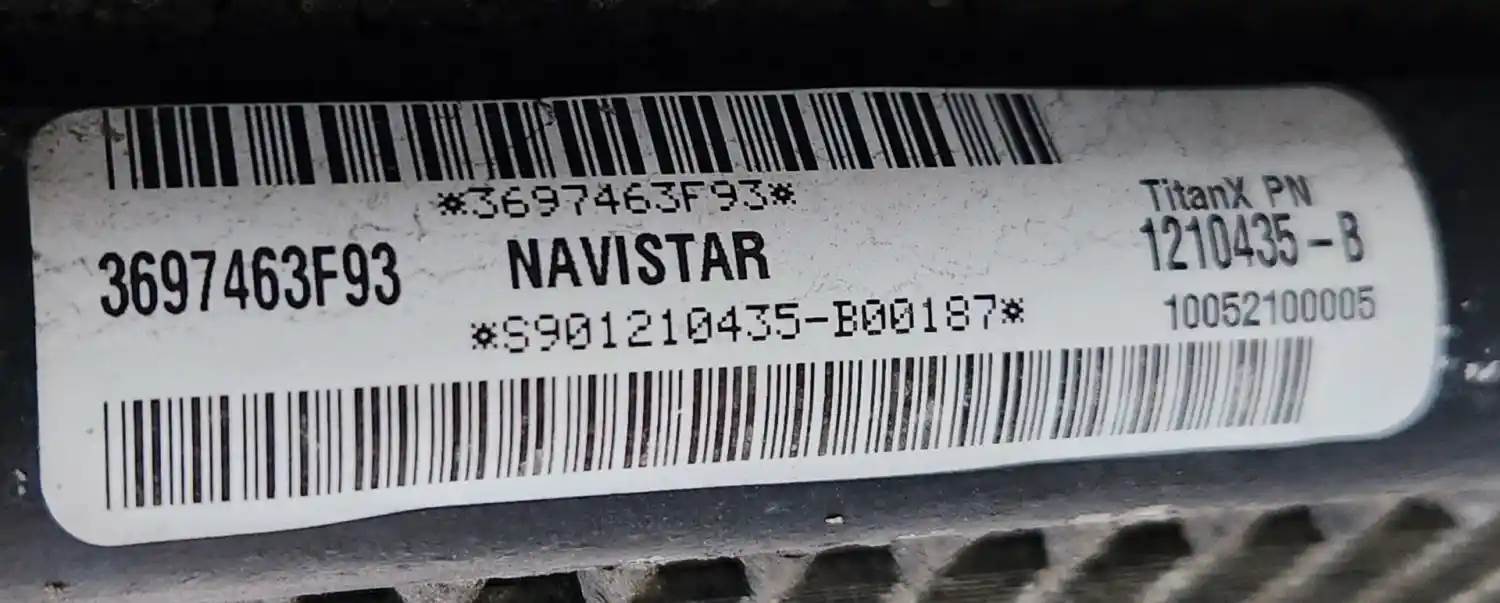 *3697463F93*
3697463F93
NAVISTAR
*S901210435-B00187*
TitanX PN
1210435-B
10052100005